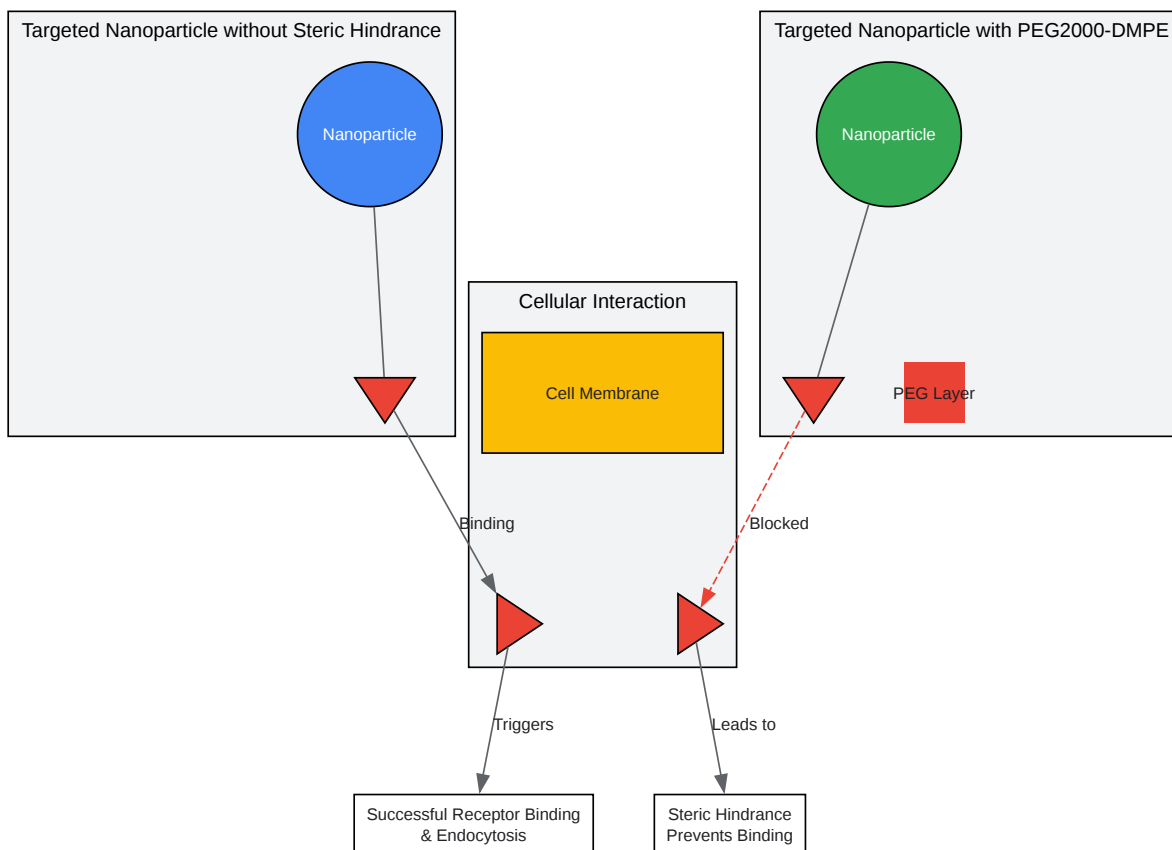 Targeted Nanoparticle without Steric Hindrance
Targeted Nanoparticle with PEG2000-DMPE
Nanoparticle
Nanoparticle
Cellular Interaction
Cell Membrane
PEG Layer
Binding
Blocked
Triggers
Leads to
Successful Receptor Binding
& Endocytosis
Steric Hindrance
Prevents Binding